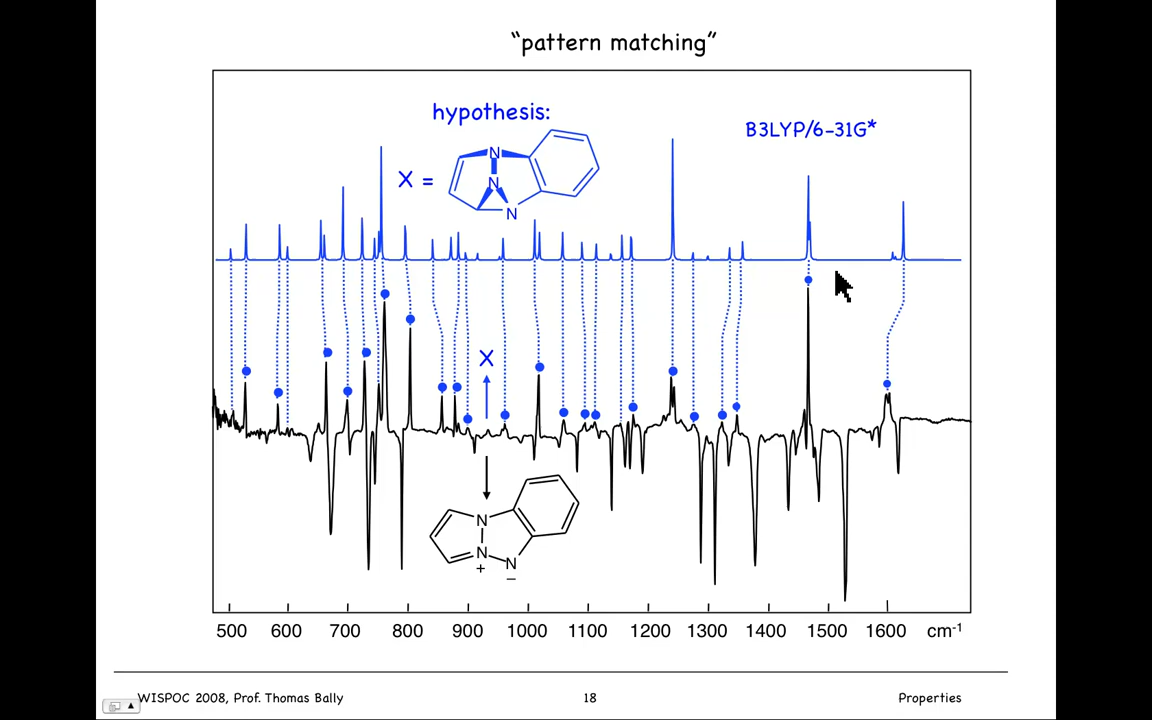 “pattern matching”
hypothesis:
B3LYP/6-31G*
X =
N
N
N
X
N
N
+
N
–
500 600 700 800 900 1000 1100 1200 1300 1400 1500 1600 cm-1
WISPOC 2008, Prof. Thomas Bally 18 Properties